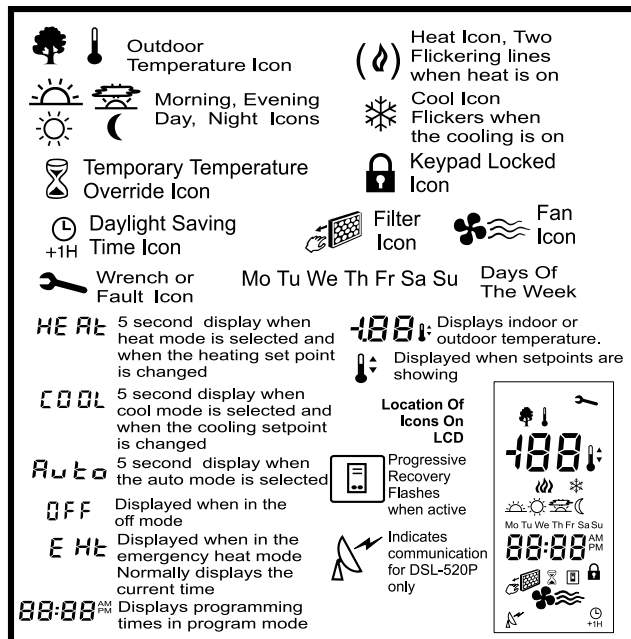 Outdoor
Temperature Icon
Heat Icon, Two
Flickering lines
when heat is on
Morning, Evening
Day, Night Icons
Cool Icon
Flickers when
the cooling is on
Temporary Temperature
Override Icon
Keypad Locked
Icon
+1H
Daylight Saving
Time Icon
Filter
Icon
Fan
Icon
Wrench or
Fault Icon
Mo Tu We Th Fr Sa Su
Days Of
The Week
HEAt
5 second display when
heat mode is selected and
when the heating set point
is changed
-188
Displays indoor or
outdoor temperature.
Displayed when setpoints are
showing
COOL
5 second display when
cool mode is selected and
when the cooling setpoint
is changed
Location Of
Icons On
LCD
Auto
5 second display when
the auto mode is selected
Progressive
Recovery
Flashes
when active
OFF
Displayed when in the
off mode
E Ht
Displayed when in the
emergency heat mode
Normally displays the
current time
Indicates
communication
for DSL-520P
only
88:88 AM PM
Displays programming
times in program mode
-188
Mo Tu We Th Fr Sa Su
88:88 AM PM
+1H